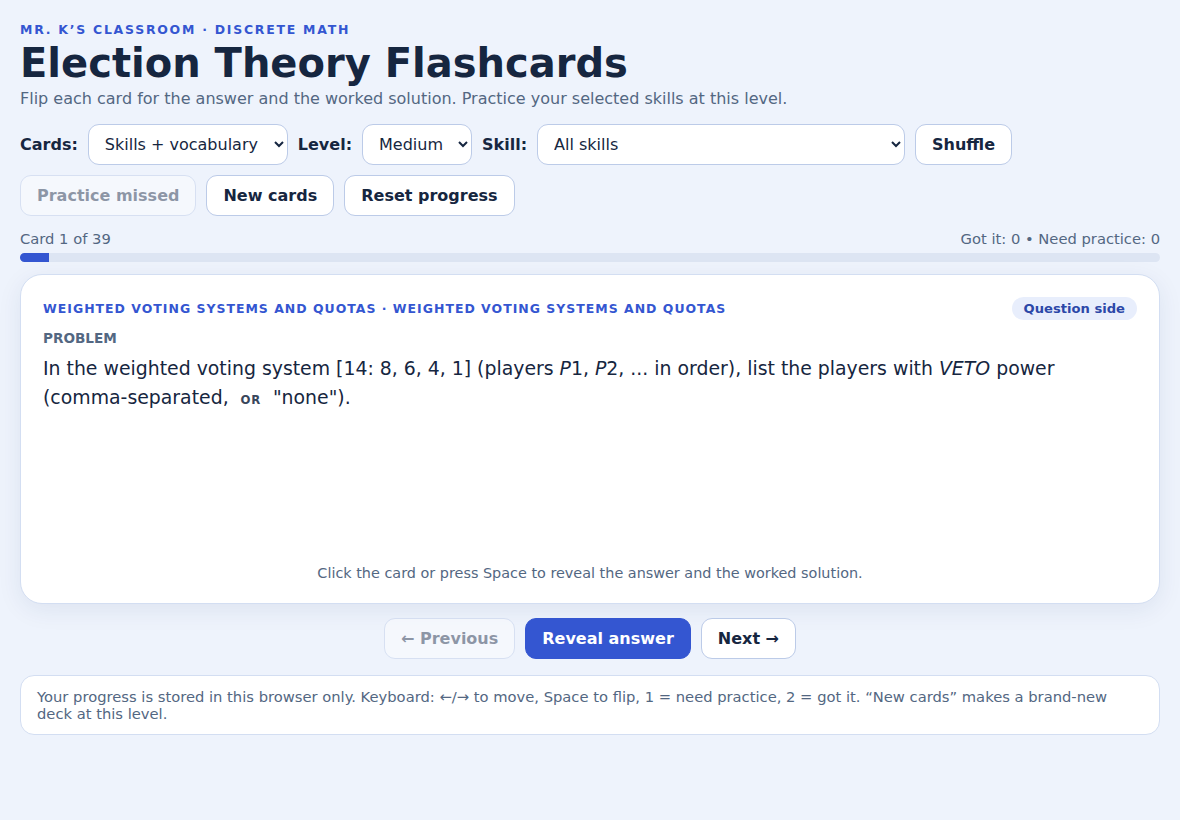 MR. K’S CLASSROOM · DISCRETE MATH
Election Theory Flashcards
Flip each card for the answer and the worked solution. Practice your selected skills at this level.
Cards: Skills + vocabulary Level: Medium Skill: All skills Shuffle
Practice missed New cards Reset progress
Card 1 of 39 Got it: 0 • Need practice: 0
WEIGHTED VOTING SYSTEMS AND QUOTAS · WEIGHTED VOTING SYSTEMS AND QUOTAS Question side
PROBLEM
In the weighted voting system [14: 8, 6, 4, 1] (players P1, P2, ... in order), list the players with VETO power
(comma-separated, OR "none").
Click the card or press Space to reveal the answer and the worked solution.
← Previous Reveal answer Next →
Your progress is stored in this browser only. Keyboard: ←/→ to move, Space to flip, 1 = need practice, 2 = got it. “New cards” makes a brand-new
deck at this level.